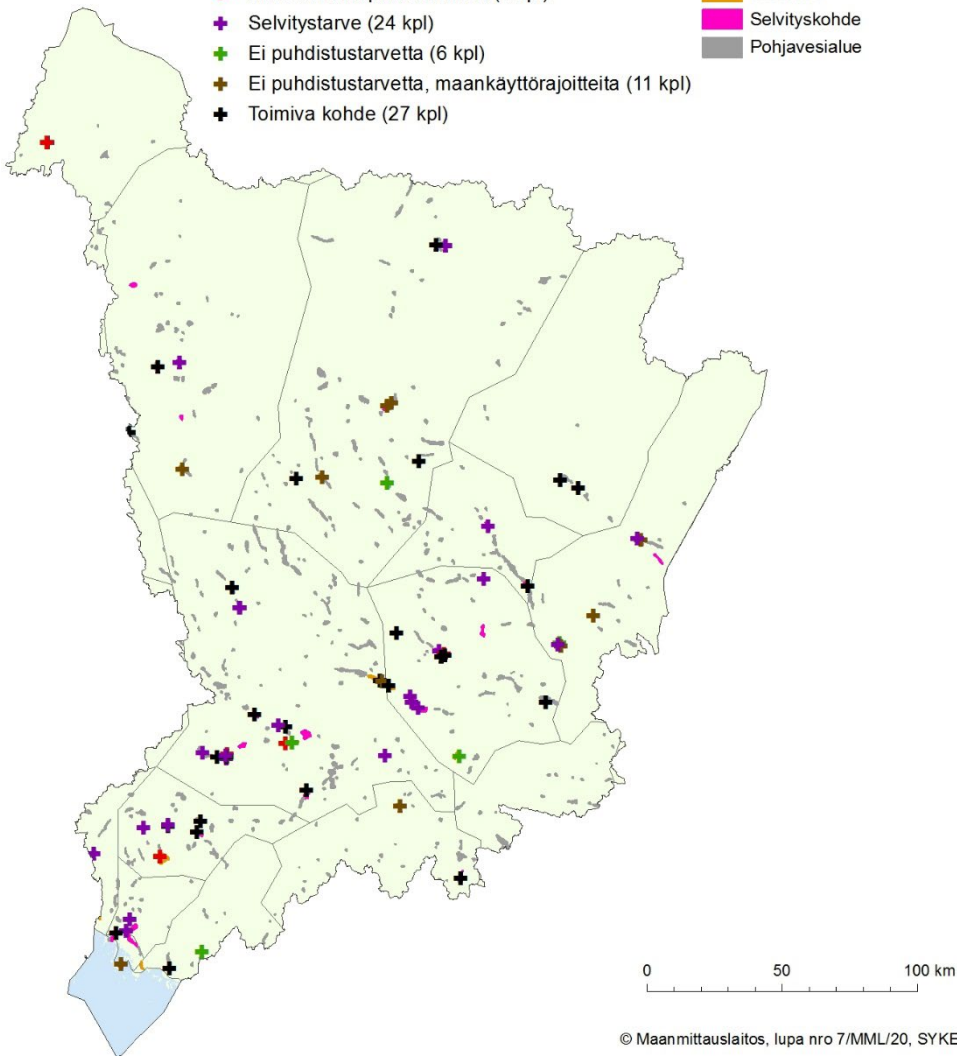 kpl)
Selvitystarve (24 kpl)
Ei puhdistustarvetta (6 kpl)
Ei puhdistustarvetta, maankäyttörajoitteita (11 kpl)
Toimiva kohde (27 kpl)
Selvityskohde
Pohjavesialue
0 50 100 km
© Maanmittauslaitos, lupa nro 7/MML/20, SYKE